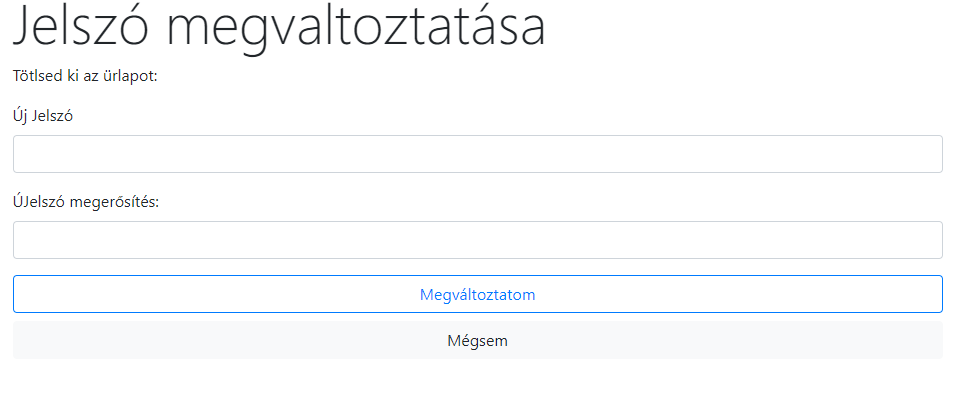 Jelszó megvaltoztatása
Tötlsed ki az ürlapot:
Új Jelszó
ÚJelszó megerősítés:
Megváltoztatom
Mégsem